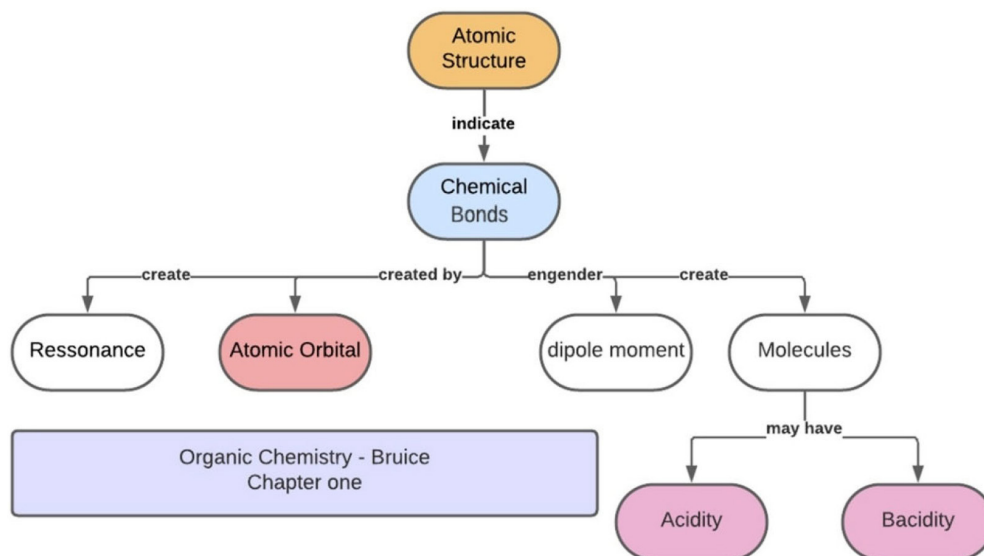 Atomic
Structure
indicate
Chemical
Bonds
create
created by
engender
create
Ressonance
Atomic Orbital
dipole moment
Molecules
may have
Organic Chemistry - Bruice
Chapter one
Acidity
Bacidity